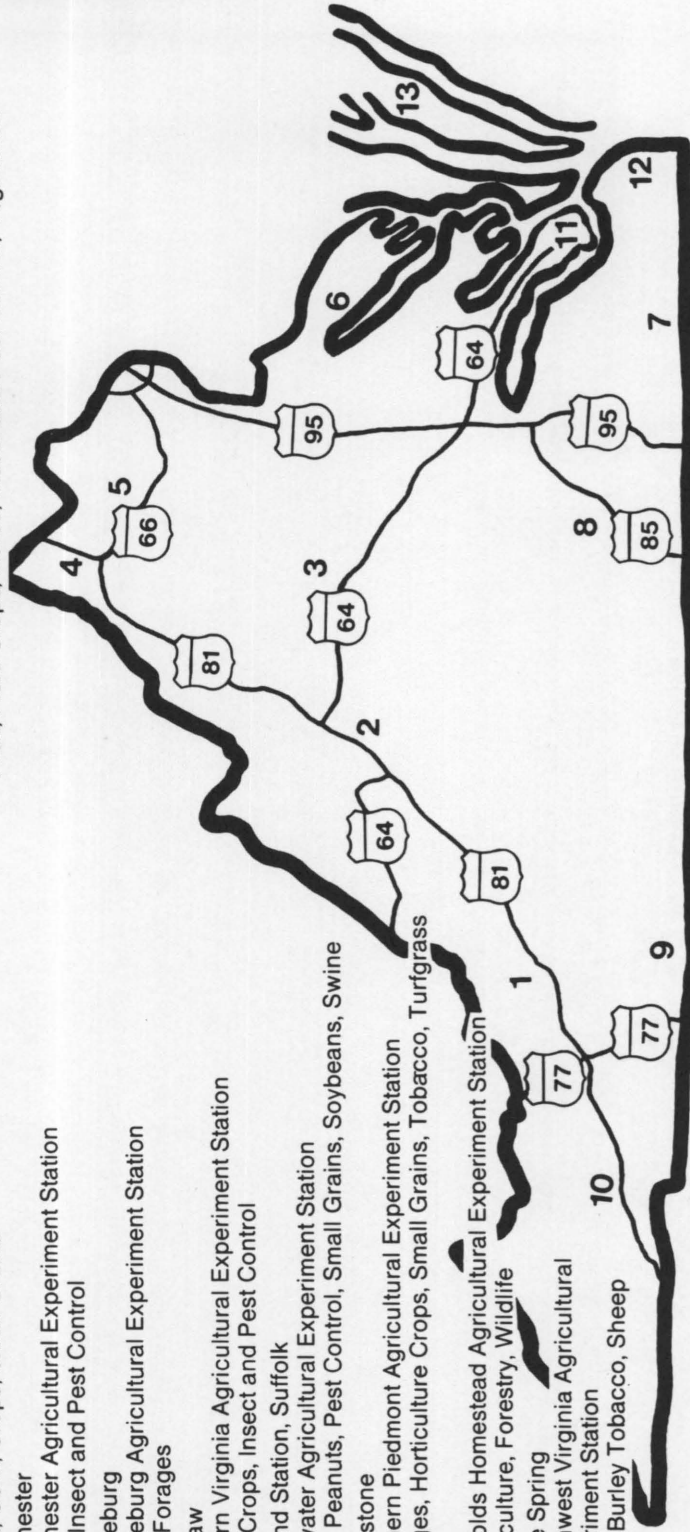 hester
hester Agricultural Experiment Station
Insect and Pest Control
eburg
eburg Agricultural Experiment Station
Forages
aw
rn Virginia Agricultural Experiment Station
Crops, Insect and Pest Control
nd Station, Suffolk
ater Agricultural Experiment Station
Peanuts, Pest Control, Small Grains, Soybeans, Swine
stone
ern Piedmont Agricultural Experiment Station
es, Horticulture Crops, Small Grains, Tobacco, Turfgrass
olds Homestead Agricultural Experiment Station
culture, Forestry, Wildlife
e Spring
west Virginia Agricultural
riment Station
Burley Tobacco, Sheep
4
5
66
81
95
6
13
3
64
2
64
64
11
81
1
8
95
85
7
12
77
77
9
10